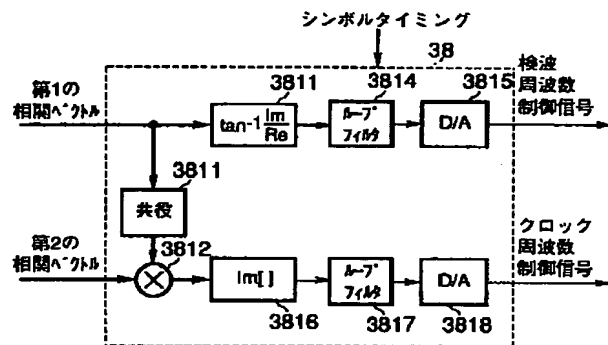 シンボルタイミング
38
第1の
相関ベクトル
3811
tan-1 Im/Re
3814
ループ
フィルタ
3815
D/A
検波
周波数
制御信号
3811
共役
第2の
相関ベクトル
3812
Im[ ]
3816
ループ
フィルタ
3817
D/A
3818
クロック
周波数
制御信号